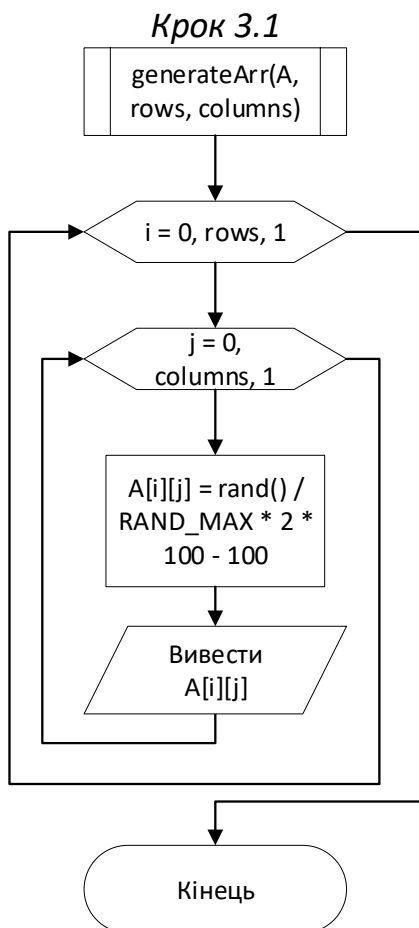 Крок 3.1
generateArr(A,
rows, columns)
i = 0, rows, 1
j = 0,
columns, 1
A[i][j] = rand() /
RAND_MAX * 2 *
100 - 100
Вивести
A[i][j]
Кінець